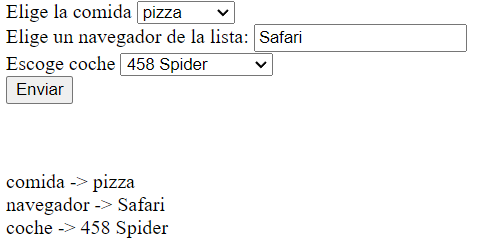 Elige la comida pizza
Elige un navegador de la lista: Safari
Escoge coche 458 Spider
Enviar
comida -> pizza
navegador -> Safari
coche -> 458 Spider